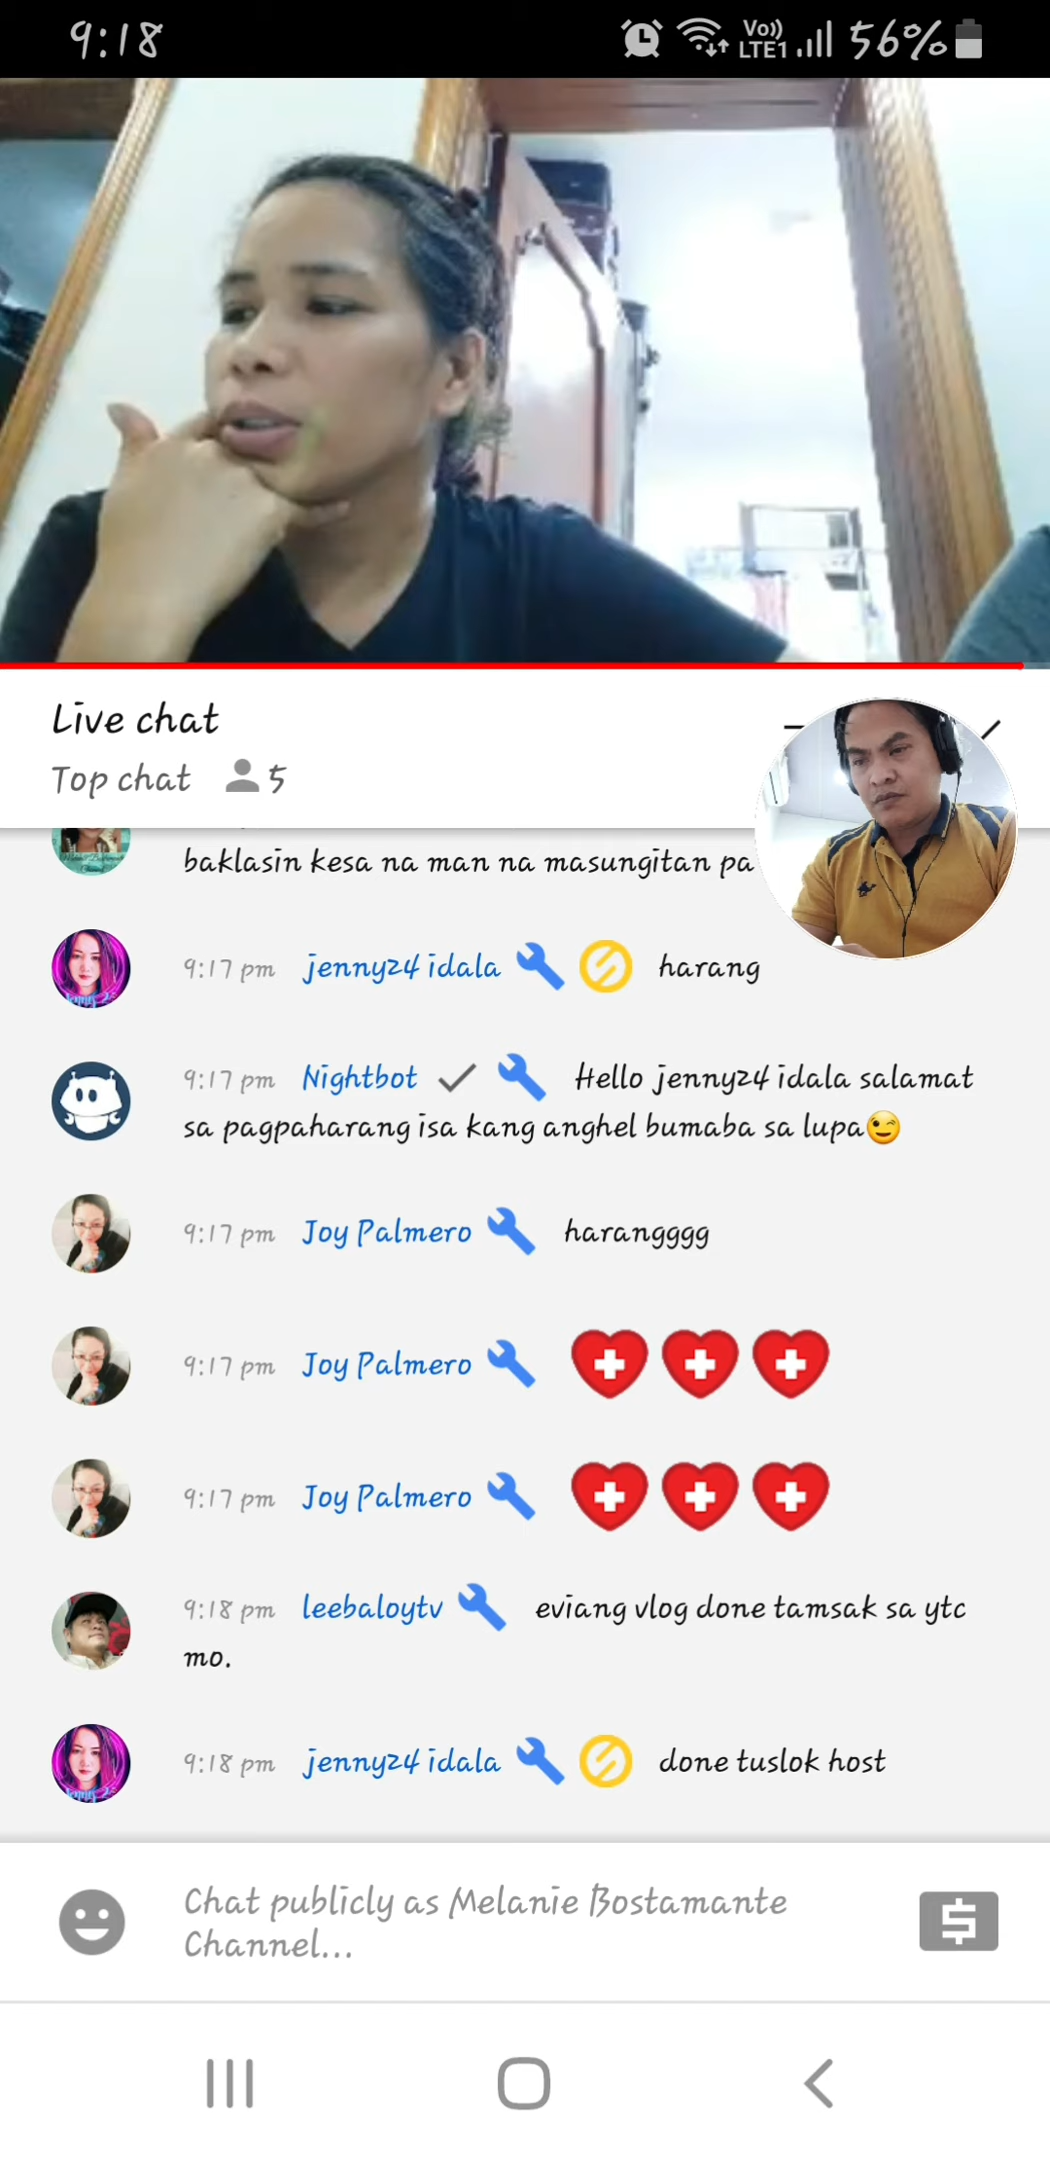 9:18 Vo)) LTE1 56%
Live chat
Top chat 5
baklasin kesa na man na masungitan pa
9:17 pm jenny24 idala harang
9:17 pm Nightbot Hello jenny24 idala salamat
sa pagpaharang isa kang anghel bumaba sa lupa😉
9:17 pm Joy Palmero harangggg
9:17 pm Joy Palmero
9:17 pm Joy Palmero
9:18 pm leebaloytv eviang vlog done tamsak sa ytc
mo.
9:18 pm jenny24 idala done tuslok host
Chat publicly as Melanie Bostamante
Channel...